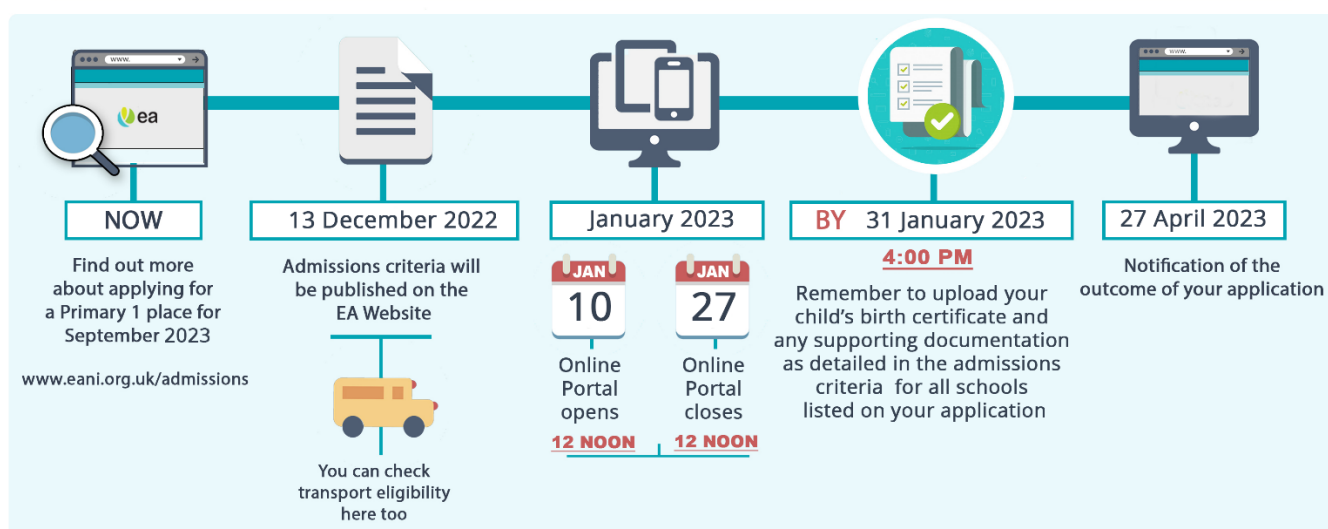 www.
ea
NOW
Find out more
about applying for
a Primary 1 place for
September 2023
www.eani.org.uk/admissions
13 December 2022
Admissions criteria will
be published on the
EA Website
You can check
transport eligibility
here too
January 2023
JAN
10
Online
Portal
opens
12 NOON
JAN
27
Online
Portal
closes
12 NOON
BY 31 January 2023
4:00 PM
Remember to upload your
child's birth certificate and
any supporting documentation
as detailed in the admissions
criteria for all schools
listed on your application
www.
27 April 2023
Notification of the
outcome of your application